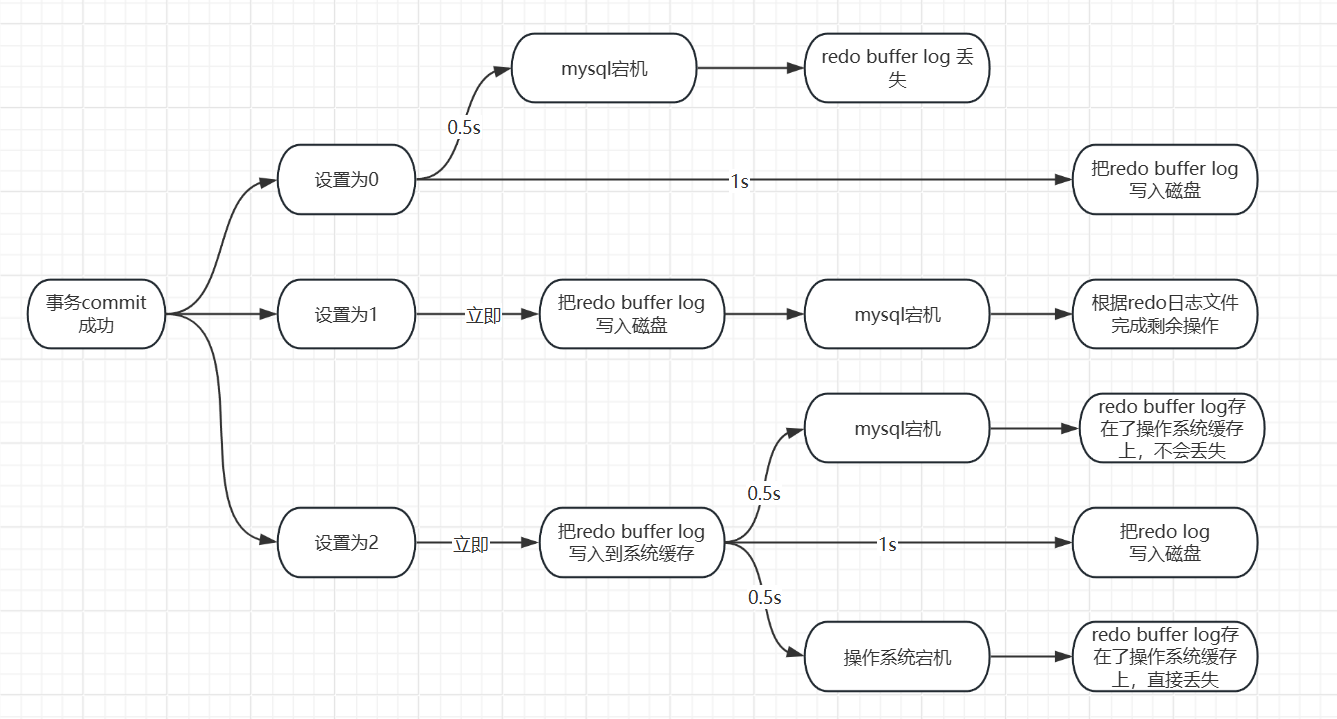 mysql宕机
redo buffer log 丢
失
0.5s
设置为0
1s
把redo buffer log
写入磁盘
事务commit
成功
设置为1
立即
把redo buffer log
写入磁盘
mysql宕机
根据redo日志文件
完成剩余操作
设置为2
立即
把redo buffer log
写入到系统缓存
0.5s
mysql宕机
redo buffer log存
在了操作系统缓存
上，不会丢失
1s
把redo log
写入磁盘
0.5s
操作系统宕机
redo buffer log存
在了操作系统缓存
上，直接丢失